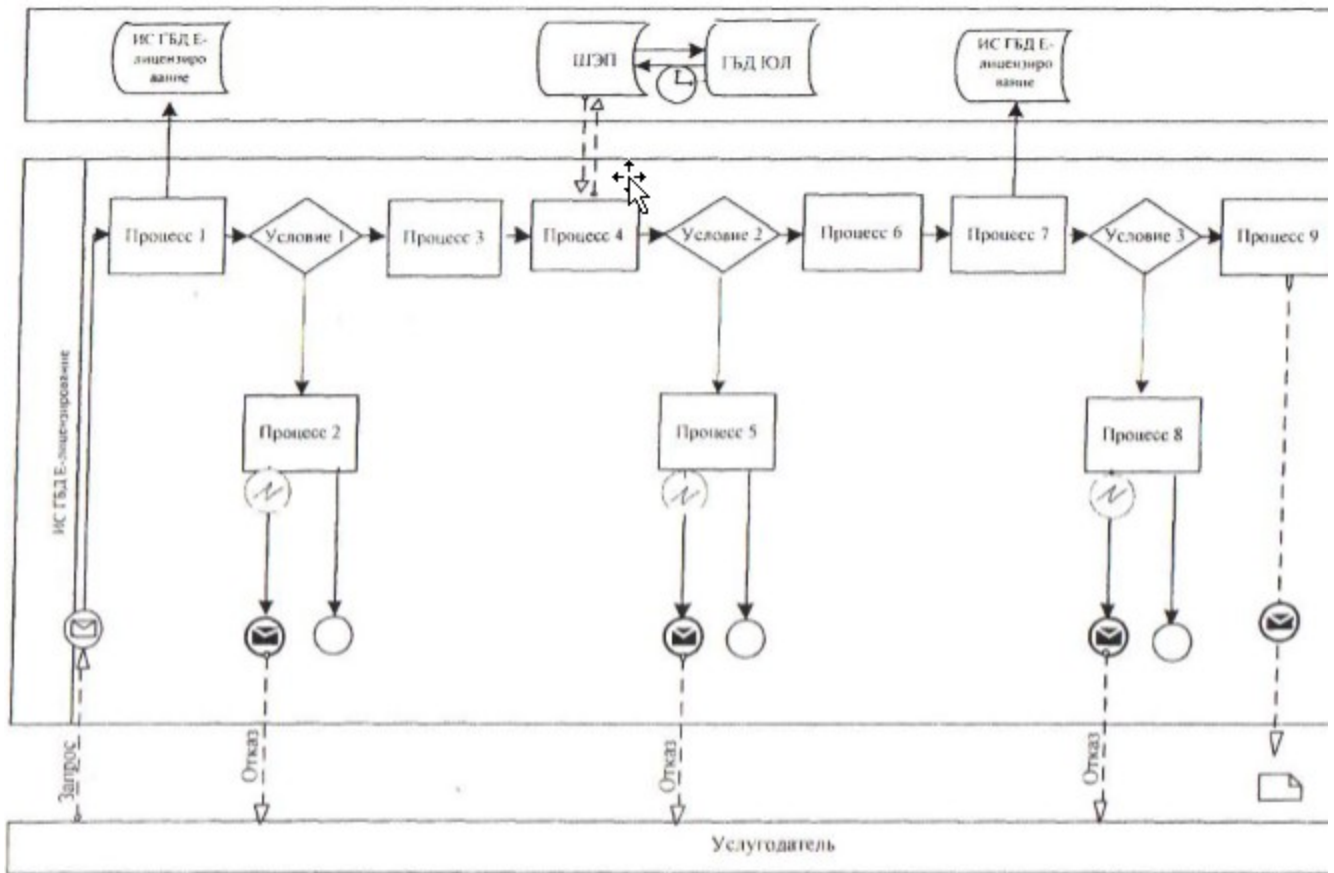 ИС ГБД Е-
лицензиро
вание
ШЭП
ГБД ЮЛ
ИС ГБД Е-
лицензиро
вание
Процесс 1
Условие 1
Процесс 3
Процесс 4
Условие 2
Процесс 6
Процесс 7
Условие 3
Процесс 9
ИС ГБД Е-лицензирование
Процесс 2
Процесс 5
Процесс 8
Запрос
Отказ
Отказ
Отказ
Услугодатель